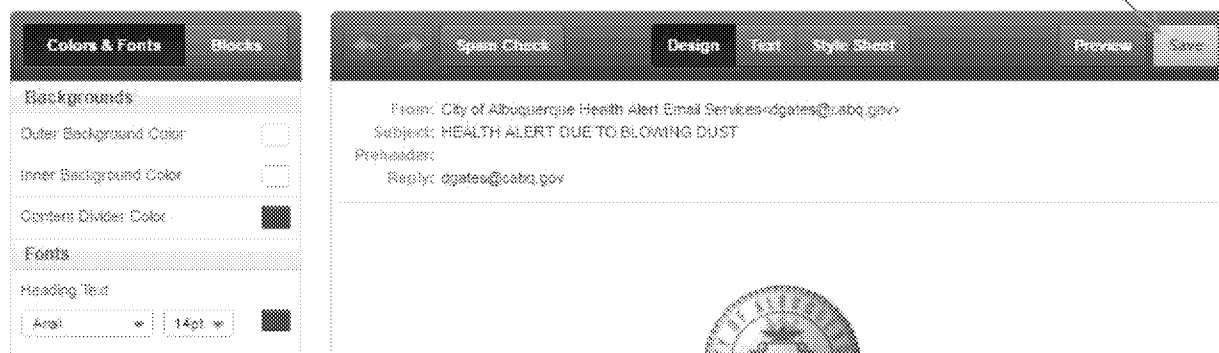 Colors & Fonts Blocks
Spam Check Design Text Style Sheet Preview Save
Backgrounds
Outer Background Color
Inner Background Color
Content Divider Color
Fonts
Heading Text
Arial 14pt
From: City of Albuquerque Health Alert Email Services<dgates@cabq.gov>
Subject: HEALTH ALERT DUE TO BLOWING DUST
Preheader:
Reply: dgates@cabq.gov